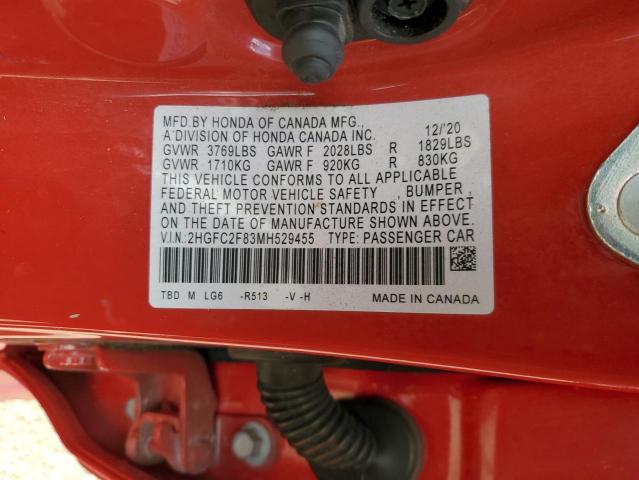 MFD.BY HONDA OF CANADA MFG.,
A DIVISION OF HONDA CANADA INC. 12/'20
GVWR 3769LBS GAWR F 2028LBS R 1829LBS
GVWR 1710KG GAWR F 920KG R 830KG
THIS VEHICLE CONFORMS TO ALL APPLICABLE
FEDERAL MOTOR VEHICLE SAFETY , BUMPER ,
AND THEFT PREVENTION STANDARDS IN EFFECT
ON THE DATE OF MANUFACTURE SHOWN ABOVE.
V.I.N.:2HGFC2F83MH529455 TYPE: PASSENGER CAR
TBD M LG6 -R513 -V -H MADE IN CANADA